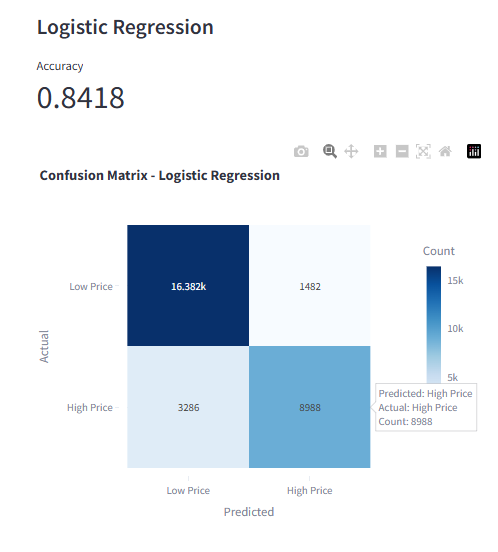 Logistic Regression
Accuracy
0.8418
Confusion Matrix - Logistic Regression
Count
Low Price
16.382k
1482
15k
10k
5k
Actual
High Price
3286
8988
Predicted: High Price
Actual: High Price
Count: 8988
Low Price
High Price
Predicted